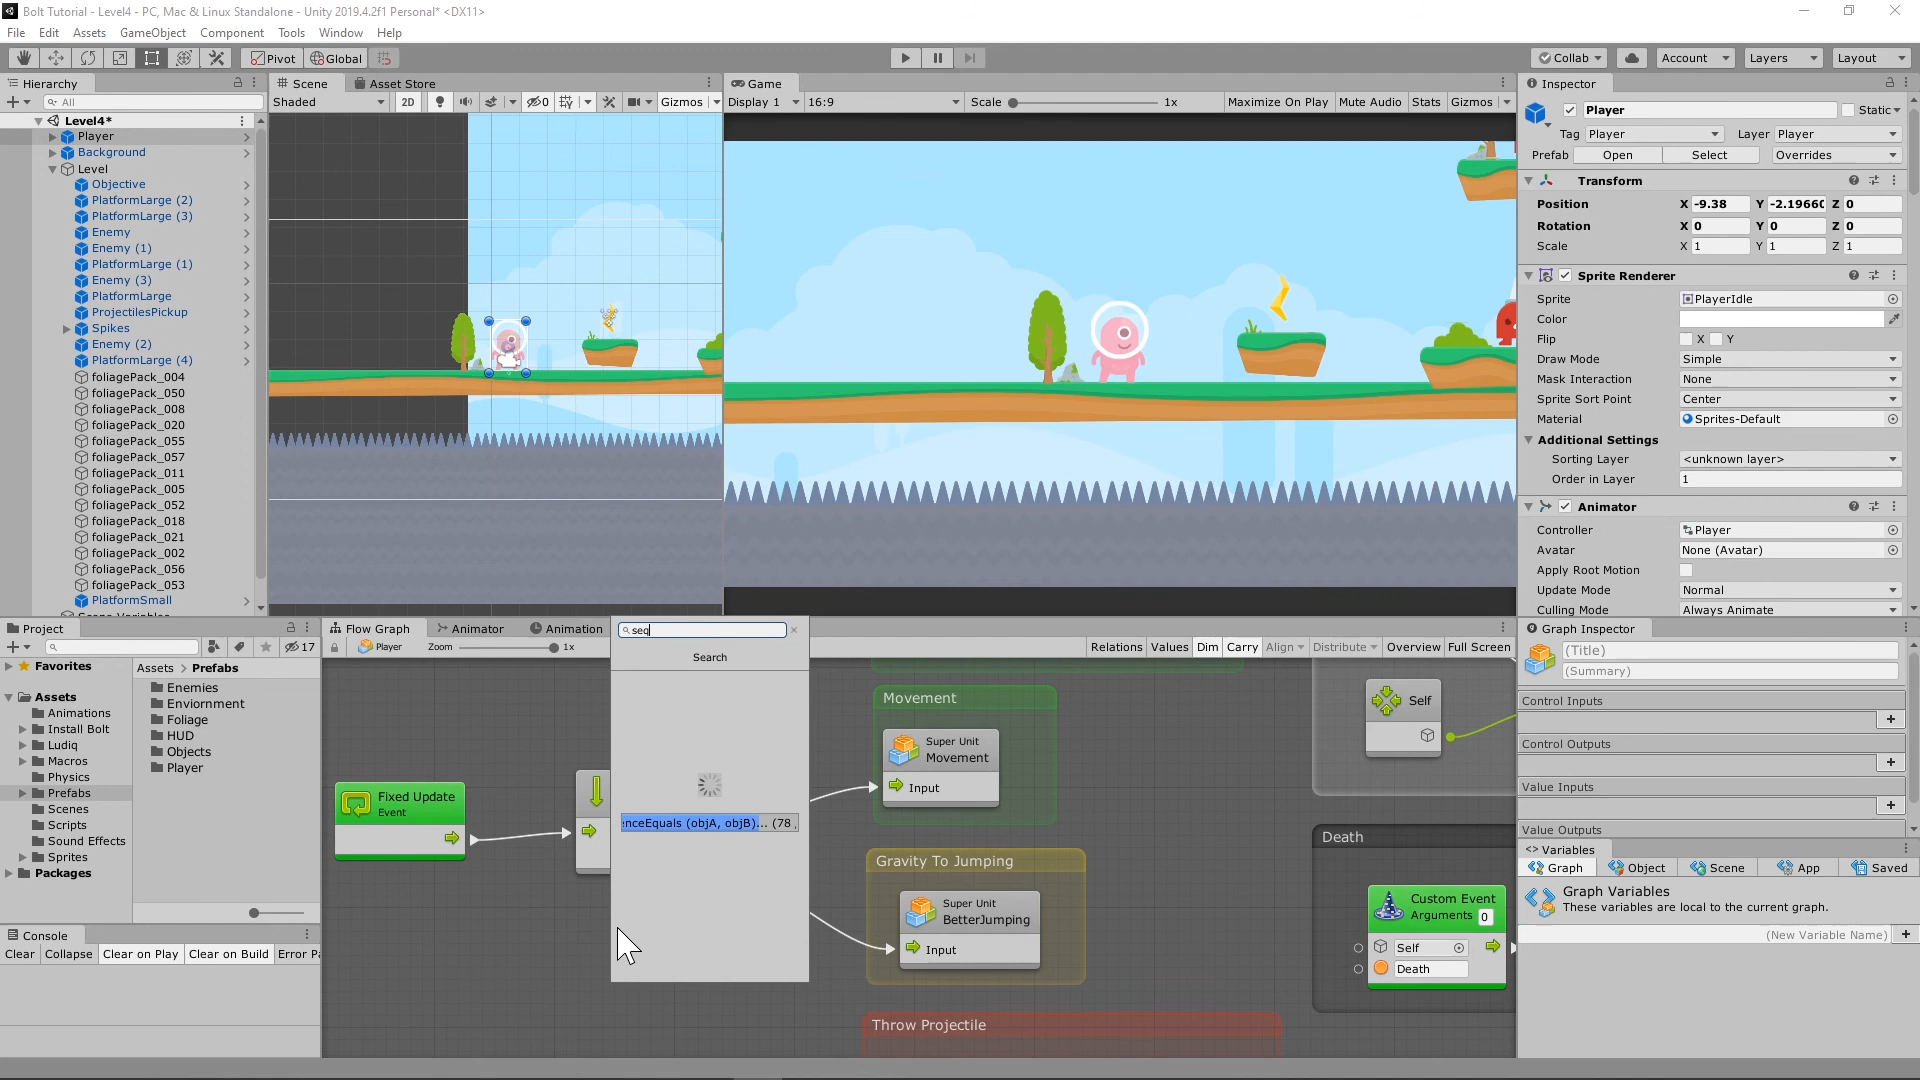 Bolt Tutorial - Level4 - PC, Mac & Linux Standalone - Unity 2019.4.2f1 Personal* <DX11>
File Edit Assets GameObject Component Tools Window Help
Pivot Global
Collab Account Layers Layout
Hierarchy
All
Level4*
Player
Background
Level
Objective
PlatformLarge (2)
PlatformLarge (3)
Enemy
Enemy (1)
PlatformLarge (1)
Enemy (3)
PlatformLarge
ProjectilesPickup
Spikes
Enemy (2)
PlatformLarge (4)
foliagePack_004
foliagePack_050
foliagePack_008
foliagePack_020
foliagePack_055
foliagePack_057
foliagePack_011
foliagePack_005
foliagePack_052
foliagePack_018
foliagePack_021
foliagePack_002
foliagePack_056
foliagePack_053
PlatformSmall
Scene Asset Store
Shaded 2D 0 Gizmos
Game
Display 1 16:9 Scale 1x Maximize On Play Mute Audio Stats Gizmos
Inspector
Player Static
Tag Player Layer Player
Prefab Open Select Overrides
Transform
Position X -9.38 Y -2.1966( Z 0
Rotation X 0 Y 0 Z 0
Scale X 1 Y 1 Z 1
Sprite Renderer
Sprite PlayerIdle
Color
Flip X Y
Draw Mode Simple
Mask Interaction None
Sprite Sort Point Center
Material Sprites-Default
Additional Settings
Sorting Layer <unknown layer>
Order in Layer 1
Animator
Controller Player
Avatar None (Avatar)
Apply Root Motion
Update Mode Normal
Culling Mode Always Animate
Project
17
Favorites
Assets
Animations
Install Bolt
Ludiq
Macros
Physics
Prefabs
Scenes
Scripts
Sound Effects
Sprites
Packages
Assets > Prefabs
Enemies
Enviornment
Foliage
HUD
Objects
Player
Console
Clear Collapse Clear on Play Clear on Build Error Pa
Flow Graph Animator Animation
Player Zoom 1x
Relations Values Dim Carry Align Distribute Overview Full Screen
seq
Search
enceEquals (objA, objB)... (78
Fixed Update
Event
Movement
Super Unit
Movement
Input
Gravity To Jumping
Super Unit
BetterJumping
Input
Throw Projectile
Self
Death
Custom Event
Arguments 0
Self
Death
Graph Inspector
(Title)
(Summary)
Control Inputs
Control Outputs
Value Inputs
Value Outputs
<> Variables
Graph Object Scene App Saved
Graph Variables
These variables are local to the current graph.
(New Variable Name)